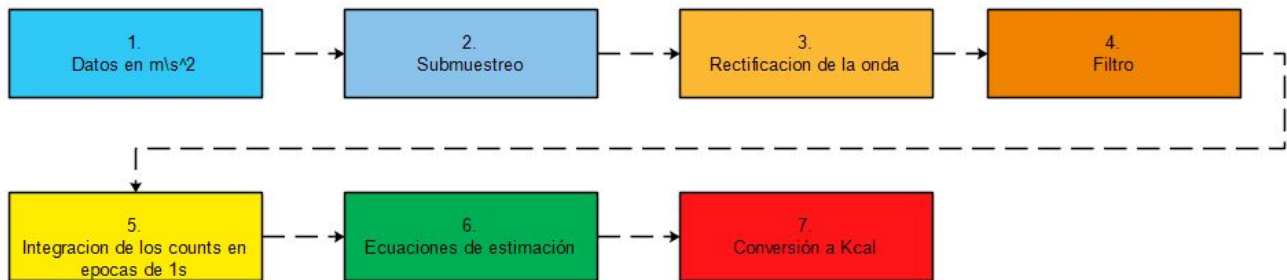 1.
Datos en m\s^2
2.
Submuestreo
3.
Rectificacion de la onda
4.
Filtro
5.
Integracion de los counts en
epocas de 1s
6.
Ecuaciones de estimación
7.
Conversión a Kcal